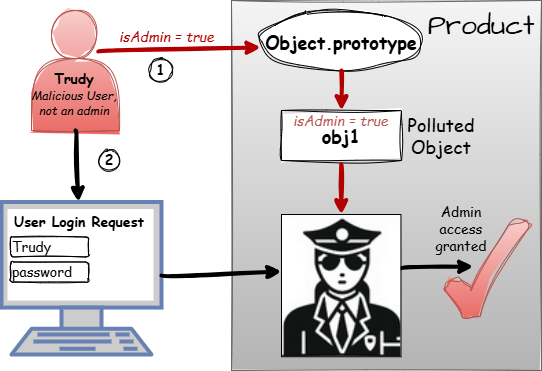 Product
isAdmin = true
1
Object.prototype
Trudy
Malicious User,
not an admin
isAdmin = true
obj1
Polluted
Object
2
User Login Request
Trudy
password
Admin
access
granted